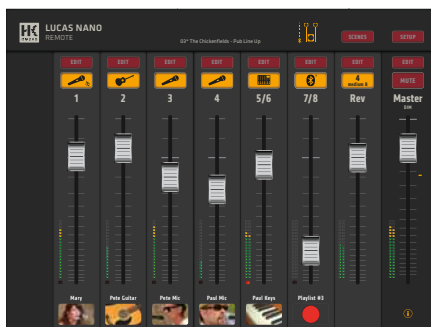 HK
AUDIO
LUCAS NANO
REMOTE
03* The Chickenfields - Pub Line Up
SCENES
SETUP
EDIT EDIT EDIT EDIT EDIT EDIT EDIT EDIT
4
medium B
MUTE
1 2 3 4 5/6 7/8 Rev Master
DIM
Mary Pete Guitar Pete Mic Paul Mic Paul Keys Playlist #3
i